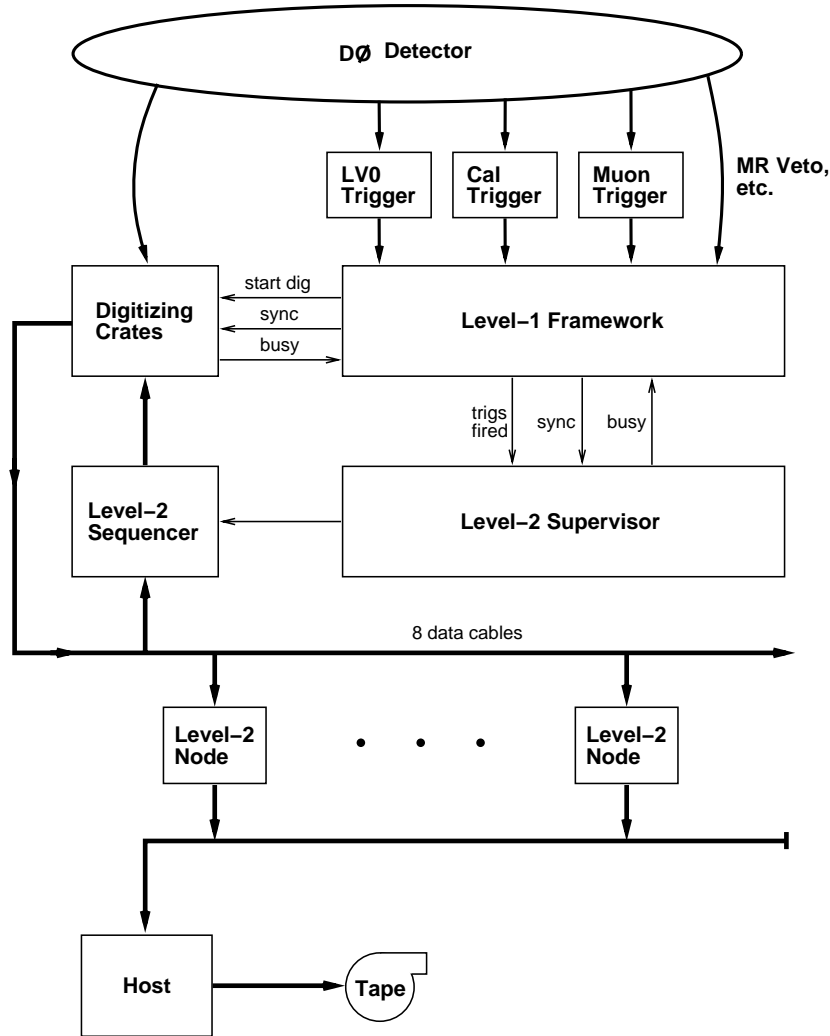 DØ Detector
LV0
Trigger
Cal
Trigger
Muon
Trigger
MR Veto,
etc.
Digitizing
Crates
start dig
sync
busy
Level−1 Framework
trigs
fired
sync
busy
Level−2
Sequencer
Level−2 Supervisor
8 data cables
Level−2
Node
Level−2
Node
Host
Tape